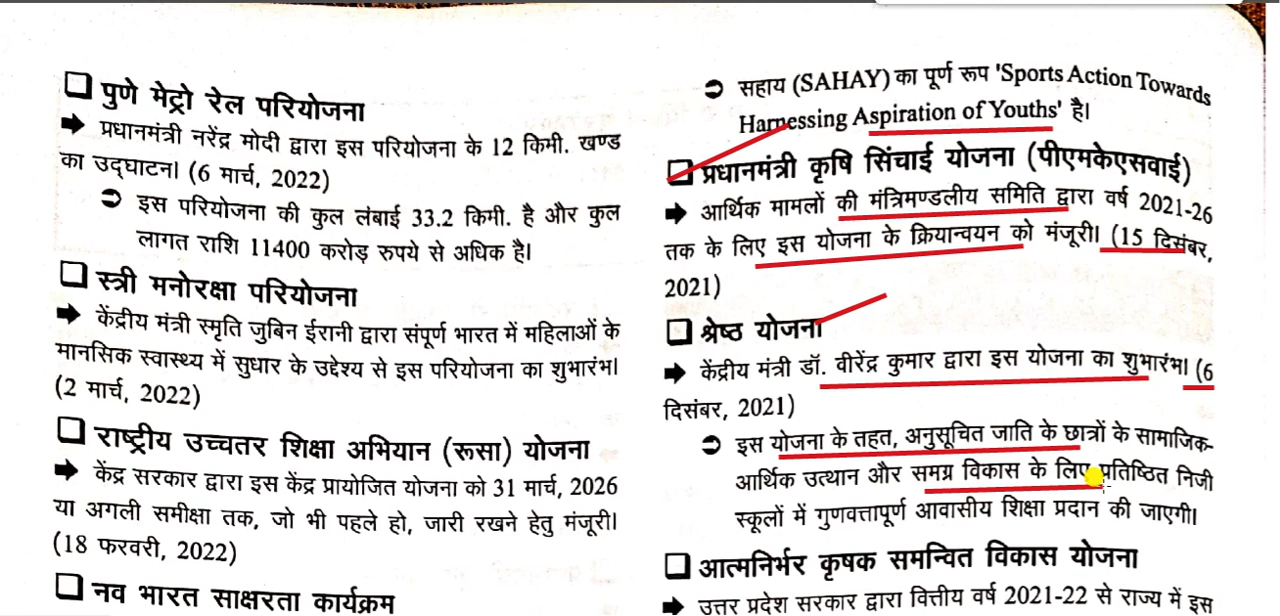 पुणे मेट्रो रेल परियोजना
प्रधानमंत्री नरेंद्र मोदी द्वारा इस परियोजना के 12 किमी. खण्ड
का उद्घाटन। (6 मार्च, 2022)
इस परियोजना की कुल लंबाई 33.2 किमी. है और कुल
लागत राशि 11400 करोड़ रुपये से अधिक है।
स्त्री मनोरक्षा परियोजना
केंद्रीय मंत्री स्मृति जुबिन ईरानी द्वारा संपूर्ण भारत में महिलाओं के
मानसिक स्वास्थ्य में सुधार के उद्देश्य से इस परियोजना का शुभारंभ।
(2 मार्च, 2022)
राष्ट्रीय उच्चतर शिक्षा अभियान (रूसा) योजना
केंद्र सरकार द्वारा इस केंद्र प्रायोजित योजना को 31 मार्च, 2026
या अगली समीक्षा तक, जो भी पहले हो, जारी रखने हेतु मंजूरी।
(18 फरवरी, 2022)
नव भारत साक्षरता कार्यक्रम
सहाय (SAHAY) का पूर्ण रूप 'Sports Action Towards
Harnessing Aspiration of Youths' है।
प्रधानमंत्री कृषि सिंचाई योजना (पीएमकेएसवाई)
आर्थिक मामलों की मंत्रिमण्डलीय समिति द्वारा वर्ष 2021-26
तक के लिए इस योजना के क्रियान्वयन को मंजूरी। (15 दिसंबर,
2021)
श्रेष्ठ योजना
केंद्रीय मंत्री डॉ. वीरेंद्र कुमार द्वारा इस योजना का शुभारंभ। (6
दिसंबर, 2021)
इस योजना के तहत, अनुसूचित जाति के छात्रों के सामाजिक-
आर्थिक उत्थान और समग्र विकास के लिए प्रतिष्ठित निजी
स्कूलों में गुणवत्तापूर्ण आवासीय शिक्षा प्रदान की जाएगी।
आत्मनिर्भर कृषक समन्वित विकास योजना
उत्तर प्रदेश सरकार द्वारा वित्तीय वर्ष 2021-22 से राज्य में इस